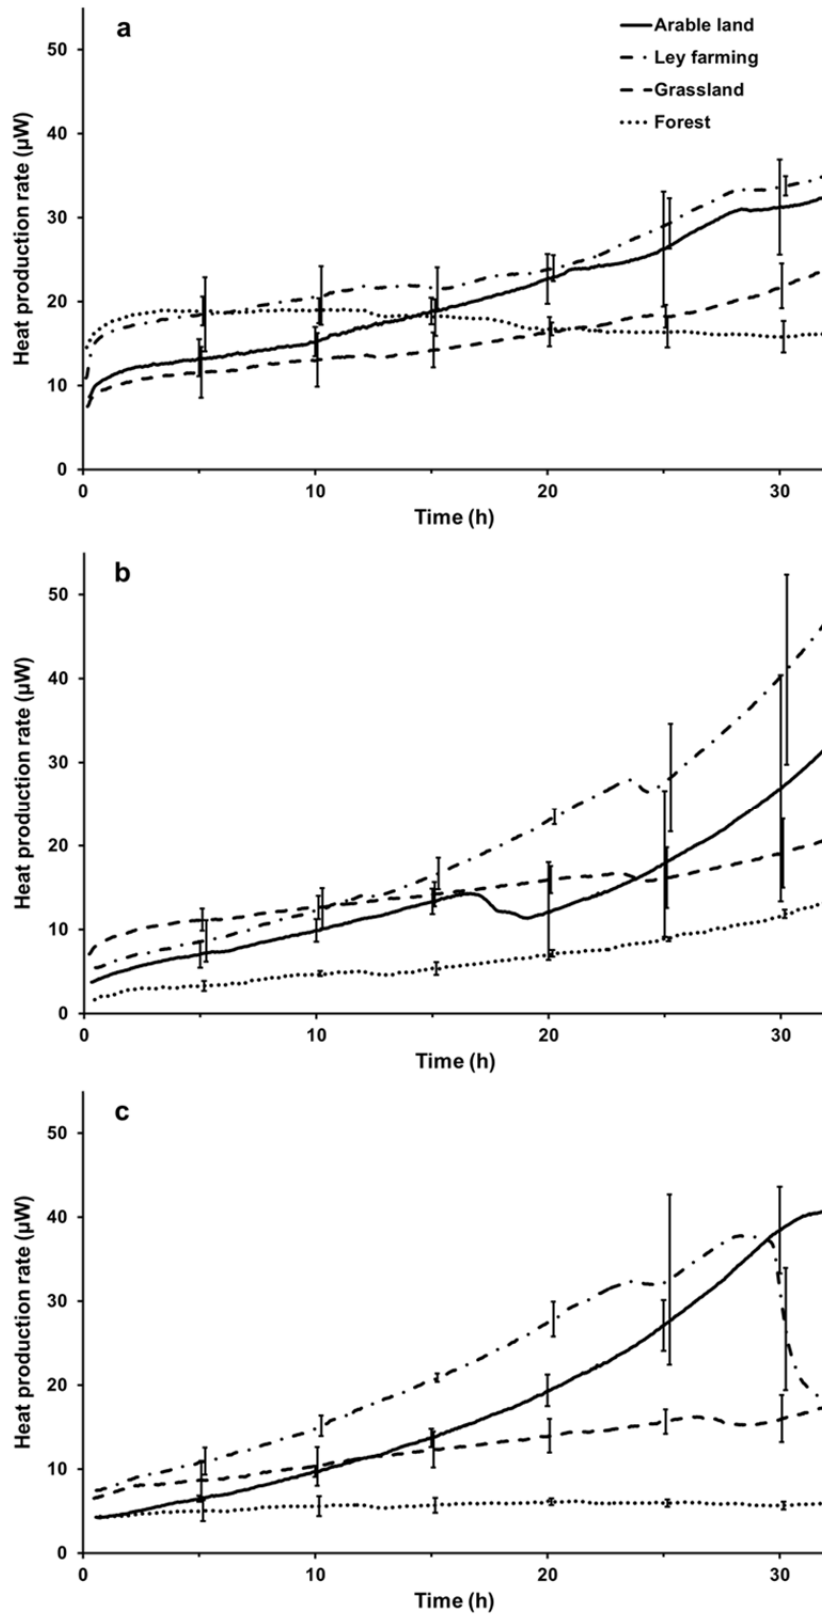 a
Arable land
Ley farming
Grassland
Forest
50
40
30
20
10
0
Heat production rate (µW)
0 10 20 30
Time (h)
b
50
40
30
20
10
0
Heat production rate (µW)
0 10 20 30
Time (h)
c
50
40
30
20
10
0
Heat production rate (µW)
0 10 20 30
Time (h)